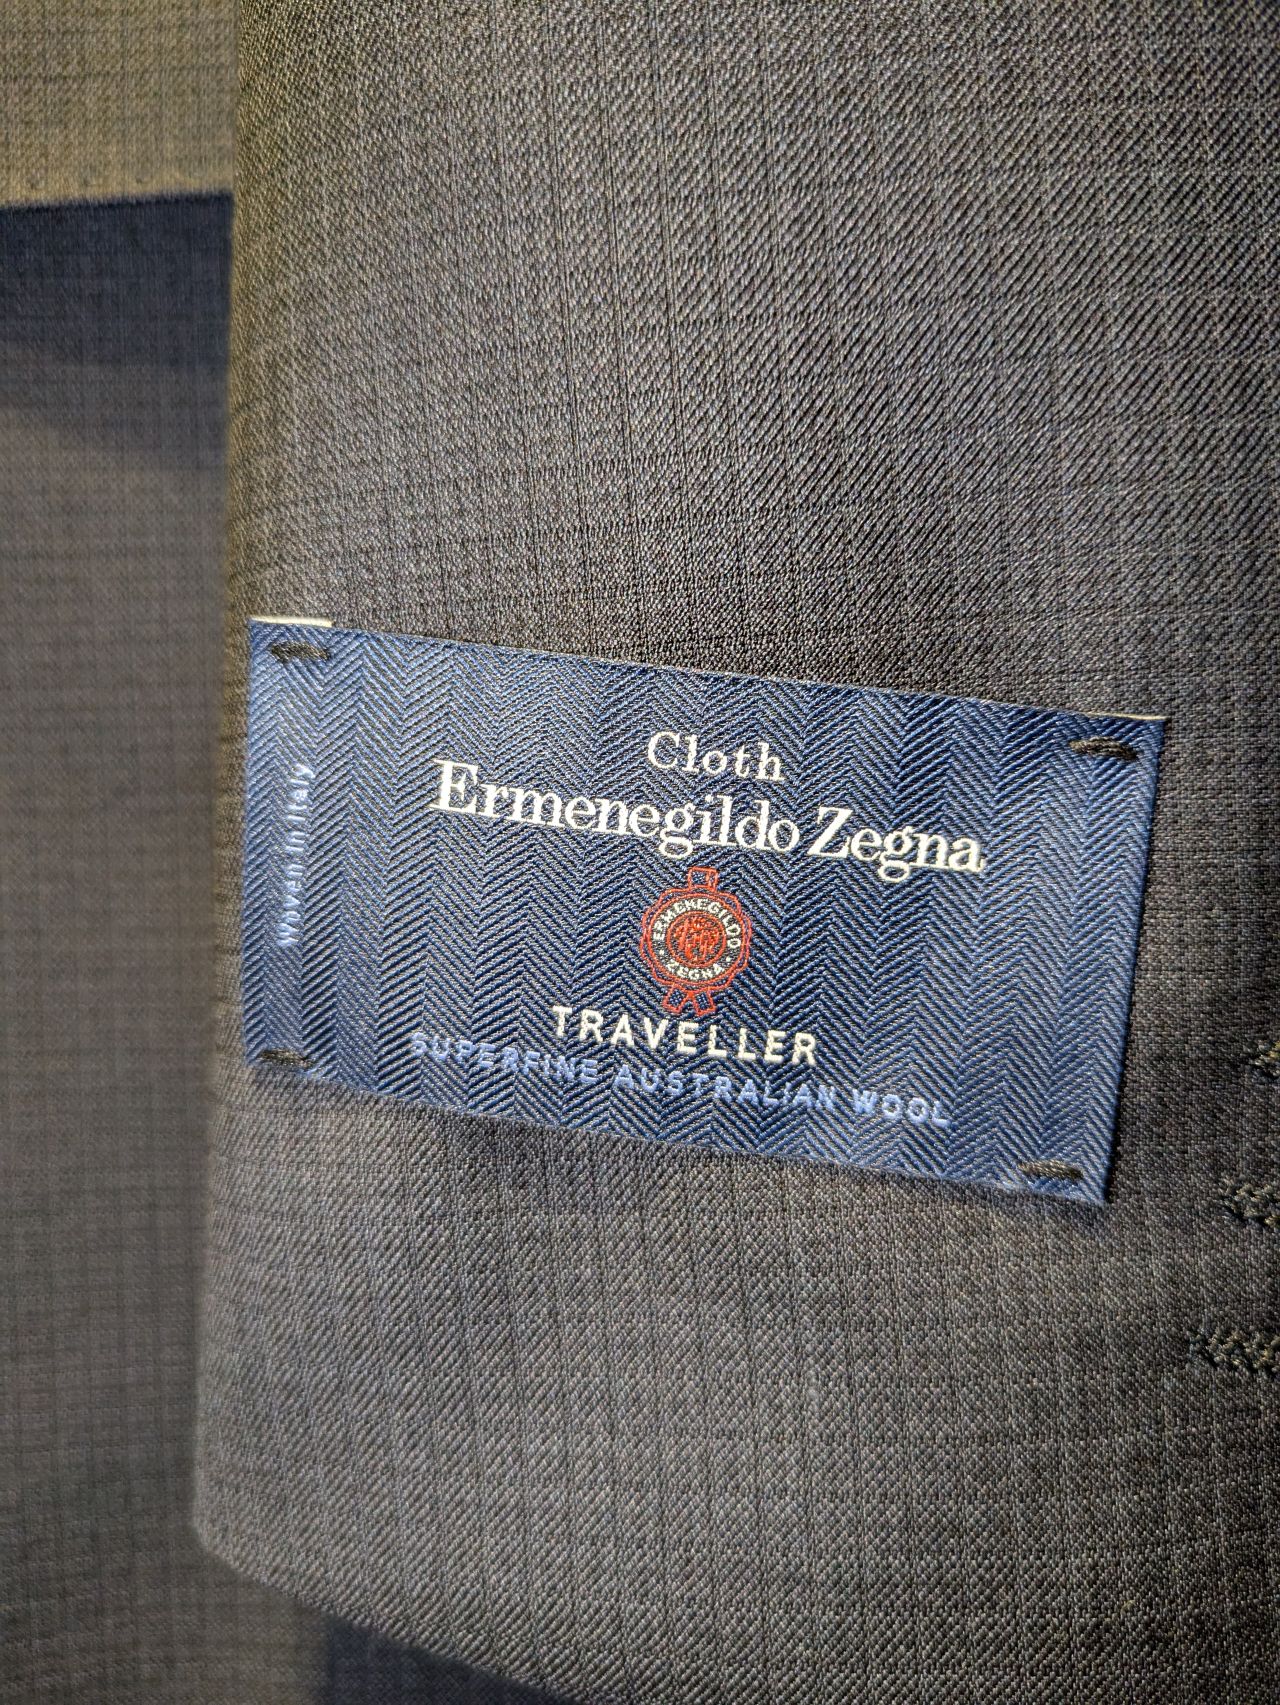 Cloth
Ermenegildo Zegna
ERMENEGILDO
ZEGNA
TRAVELLER
SUPERFINE AUSTRALIAN WOOL
Woven in Italy